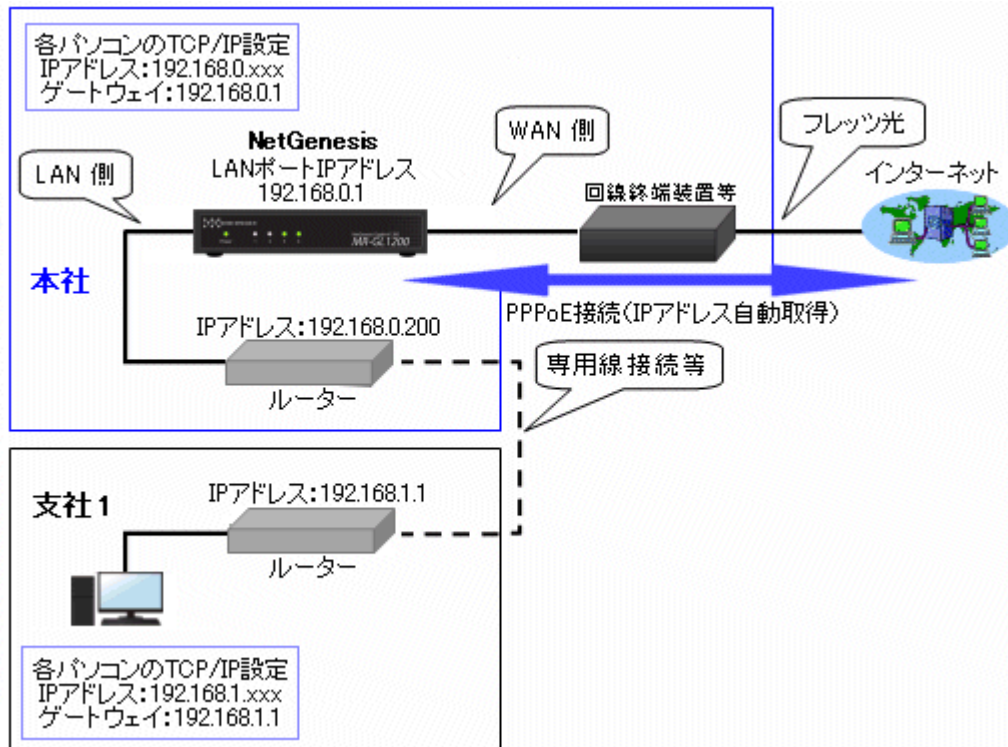 各パソコンのTCP/IP設定
IPアドレス:192.168.0.xxx
ゲートウェイ:192.168.0.1
NetGenesis
LANポートIPアドレス
192.168.0.1
LAN 側
WAN 側
フレッツ光
回線終端装置等
インターネット
MR-GL1200
本社
PPPoE接続(IPアドレス自動取得)
IPアドレス:192.168.0.200
ルーター
専用線接続等
支社1
IPアドレス:192.168.1.1
ルーター
各パソコンのTCP/IP設定
IPアドレス:192.168.1.xxx
ゲートウェイ:192.168.1.1